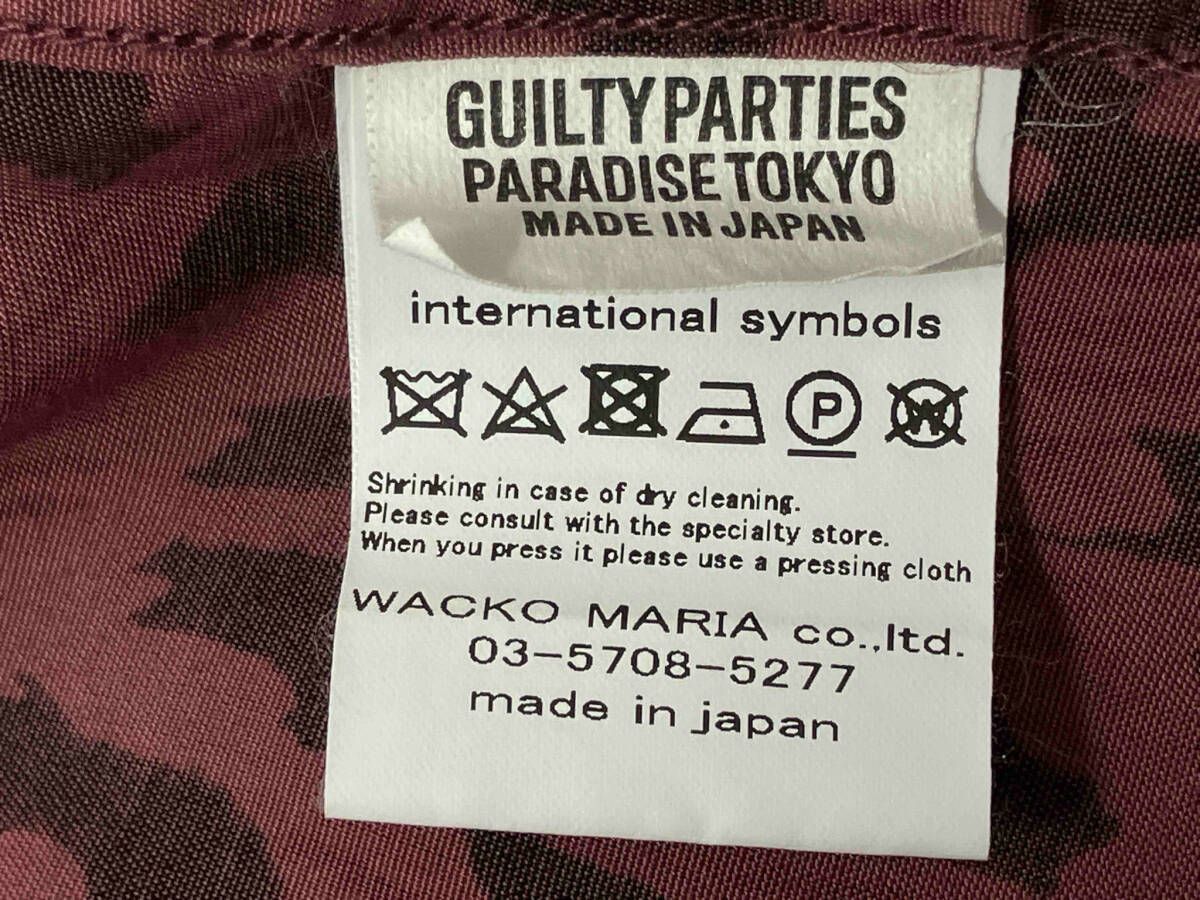 GUILTY PARTIES
PARADISE TOKYO
MADE IN JAPAN
international symbols
P W
Shrinking in case of dry cleaning.
Please consult with the specialty store.
When you press it please use a pressing cloth
WACKO MARIA co.,ltd.
03-5708-5277
made in japan